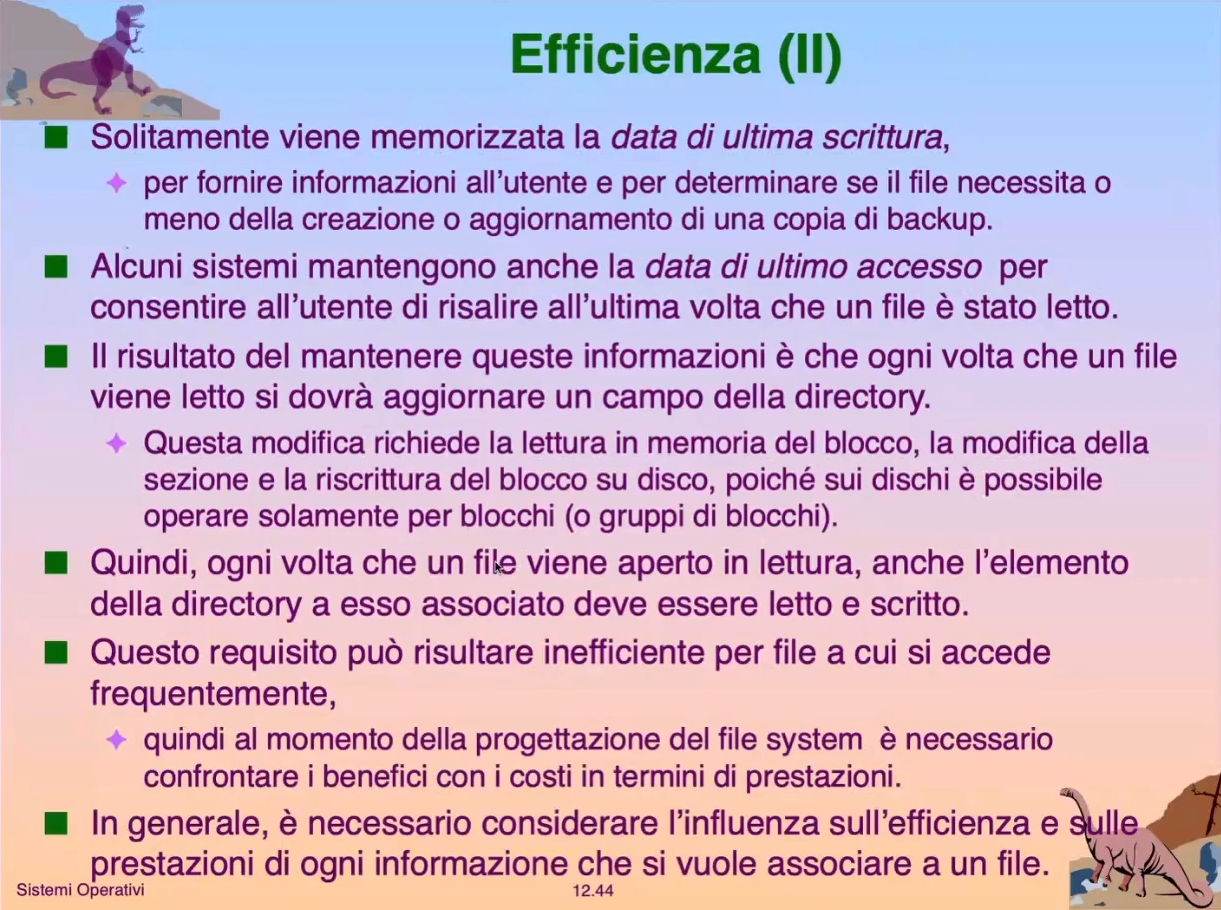 Efficienza (II)
Solitamente viene memorizzata la data di ultima scrittura,
per fornire informazioni all'utente e per determinare se il file necessita o
meno della creazione o aggiornamento di una copia di backup.
Alcuni sistemi mantengono anche la data di ultimo accesso per
consentire all'utente di risalire all'ultima volta che un file è stato letto.
Il risultato del mantenere queste informazioni è che ogni volta che un file
viene letto si dovrà aggiornare un campo della directory.
Questa modifica richiede la lettura in memoria del blocco, la modifica della
sezione e la riscrittura del blocco su disco, poiché sui dischi è possibile
operare solamente per blocchi (o gruppi di blocchi).
Quindi, ogni volta che un file viene aperto in lettura, anche l'elemento
della directory a esso associato deve essere letto e scritto.
Questo requisito può risultare inefficiente per file a cui si accede
frequentemente,
quindi al momento della progettazione del file system è necessario
confrontare i benefici con i costi in termini di prestazioni.
In generale, è necessario considerare l'influenza sull'efficienza e sulle
prestazioni di ogni informazione che si vuole associare a un file.
Sistemi Operativi
12.44